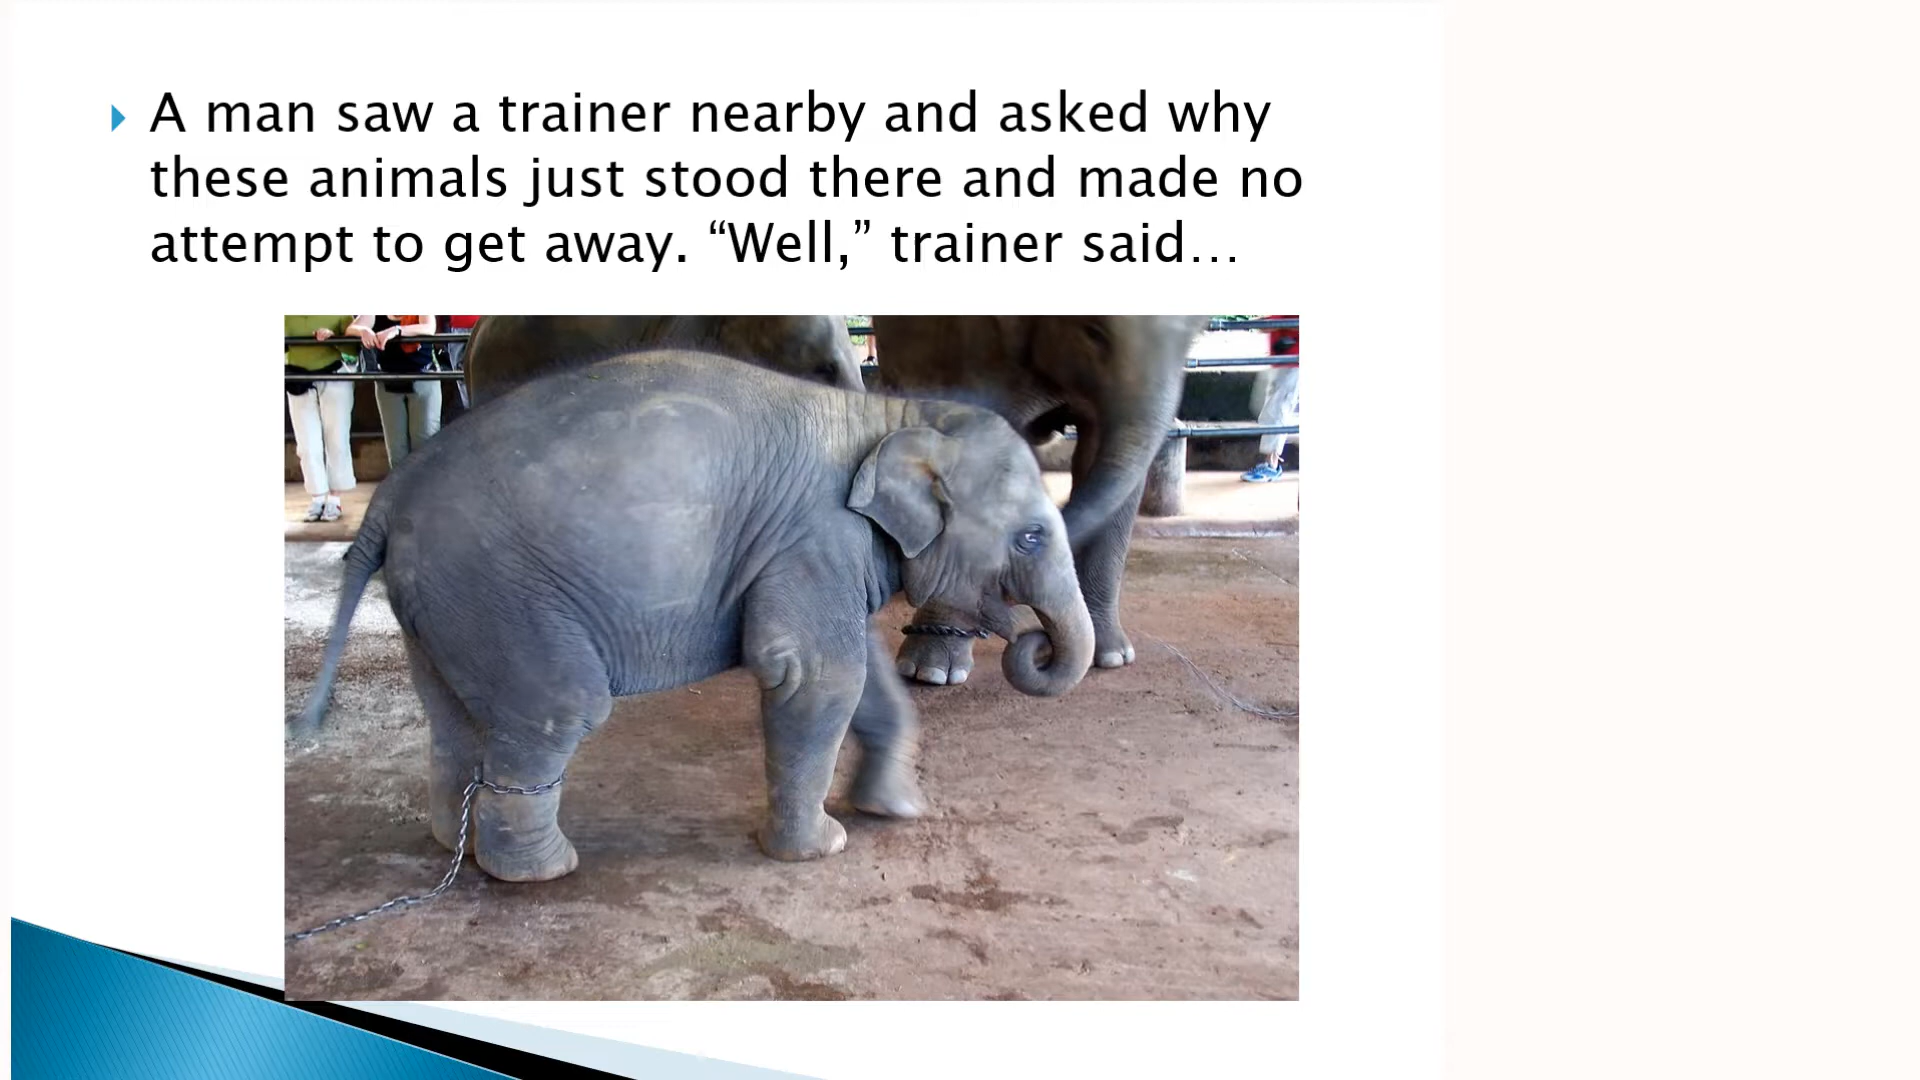 A man saw a trainer nearby and asked why
these animals just stood there and made no
attempt to get away. “Well,” trainer said…